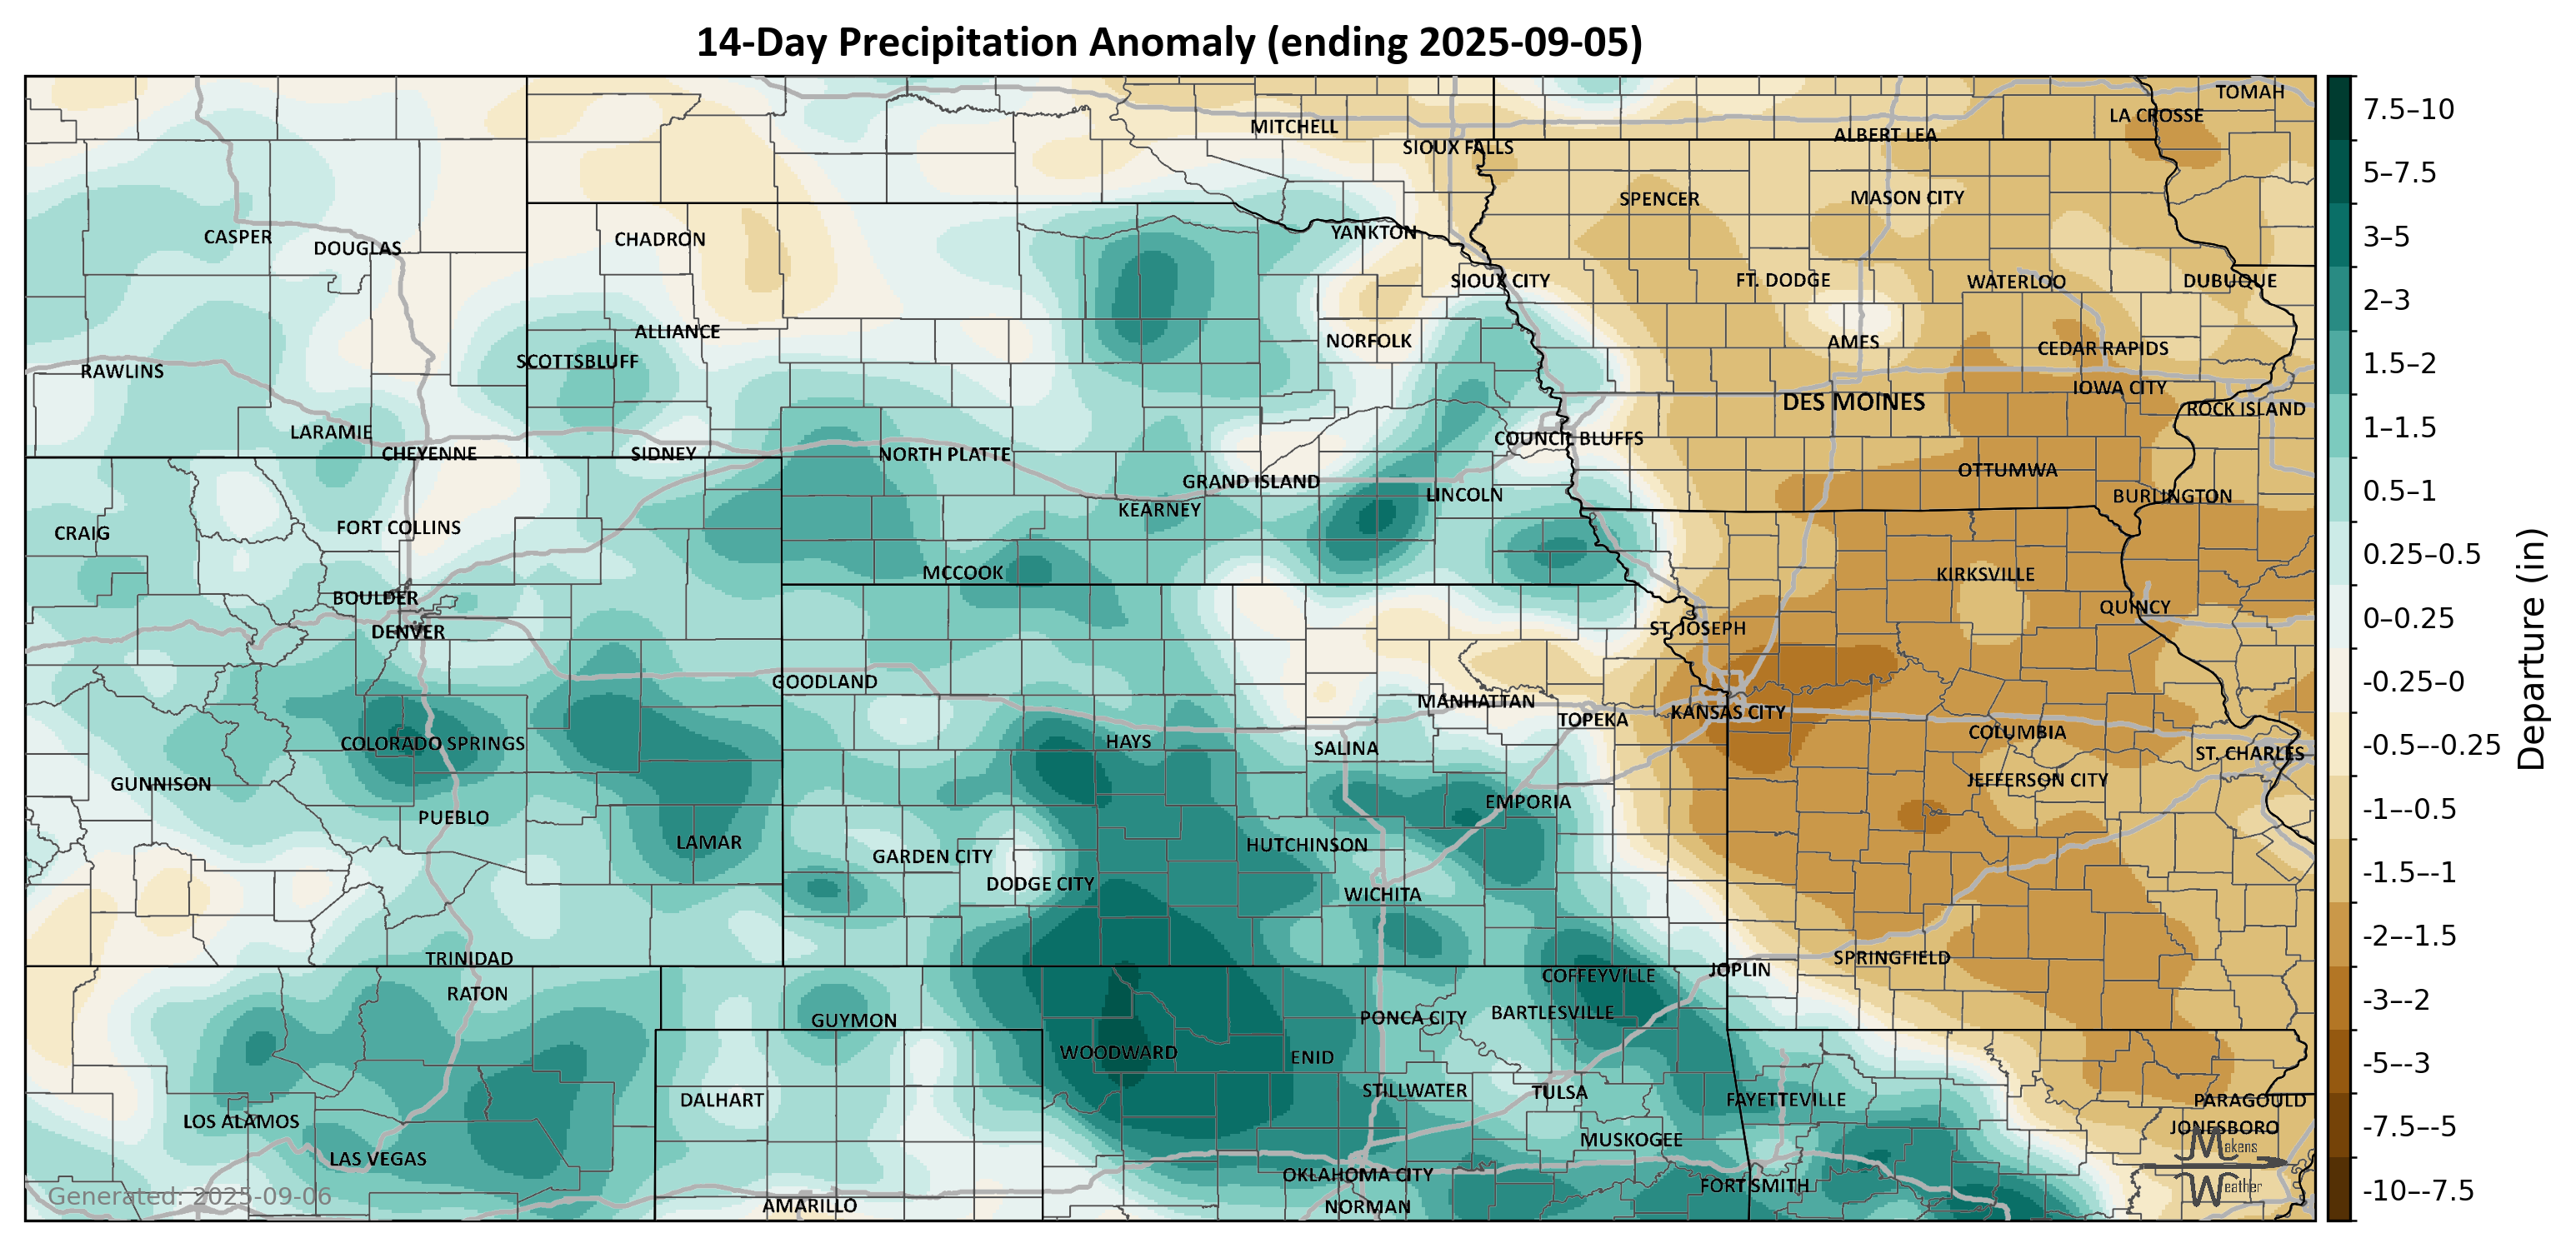 14-Day Precipitation Anomaly (ending 2025-09-05)
TOMAH
LA CROSSE
MITCHELL
ALBERT LEA
SIOUX FALLS
SPENCER
MASON CITY
CASPER
DOUGLAS
CHADRON
YANKTON
SIOUX CITY
FT. DODGE
WATERLOO
DUBUQUE
ALLIANCE
NORFOLK
AMES
CEDAR RAPIDS
SCOTTSBLUFF
RAWLINS
IOWA CITY
DES MOINES
ROCK ISLAND
LARAMIE
COUNCIL BLUFFS
CHEYENNE
SIDNEY
NORTH PLATTE
OTTUMWA
GRAND ISLAND
LINCOLN
BURLINGTON
KEARNEY
CRAIG
FORT COLLINS
MCCOOK
KIRKSVILLE
BOULDER
QUINCY
DENVER
ST. JOSEPH
GOODLAND
MANHATTAN
TOPEKA
KANSAS CITY
COLUMBIA
COLORADO SPRINGS
HAYS
SALINA
ST. CHARLES
GUNNISON
JEFFERSON CITY
EMPORIA
PUEBLO
LAMAR
HUTCHINSON
GARDEN CITY
DODGE CITY
WICHITA
TRINIDAD
SPRINGFIELD
JOPLIN
COFFEYVILLE
RATON
GUYMON
PONCA CITY
BARTLESVILLE
WOODWARD
ENID
STILLWATER
TULSA
DALHART
FAYETTEVILLE
PARAGOULD
LOS ALAMOS
JONESBORO
MUSKOGEE
LAS VEGAS
OKLAHOMA CITY
FORT SMITH
AMARILLO
NORMAN
Generated: 2025-09-06
Makens
Weather
7.5–10
5–7.5
3–5
2–3
1.5–2
1–1.5
0.5–1
0.25–0.5
0–0.25
-0.25–0
-0.5–-0.25
-1–-0.5
-1.5–-1
-2–-1.5
-3–-2
-5–-3
-7.5–-5
-10–-7.5
Departure (in)